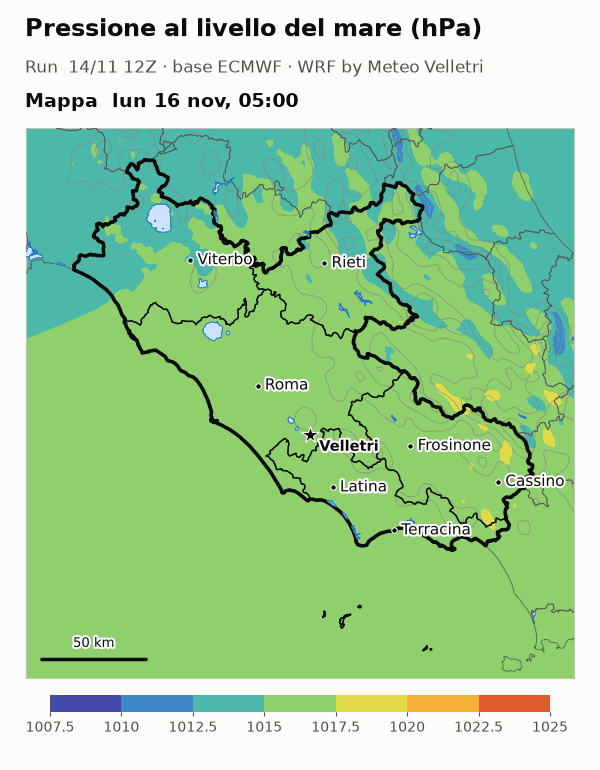 Pressione al livello del mare (hPa)
Run  14/11 12Z · base ECMWF · WRF by Meteo Velletri
Mappa  lun 16 nov, 05:00
Viterbo
Rieti
Roma
Velletri
Frosinone
Latina
Cassino
Terracina
50 km
1007.5 1010 1012.5 1015 1017.5 1020 1022.5 1025